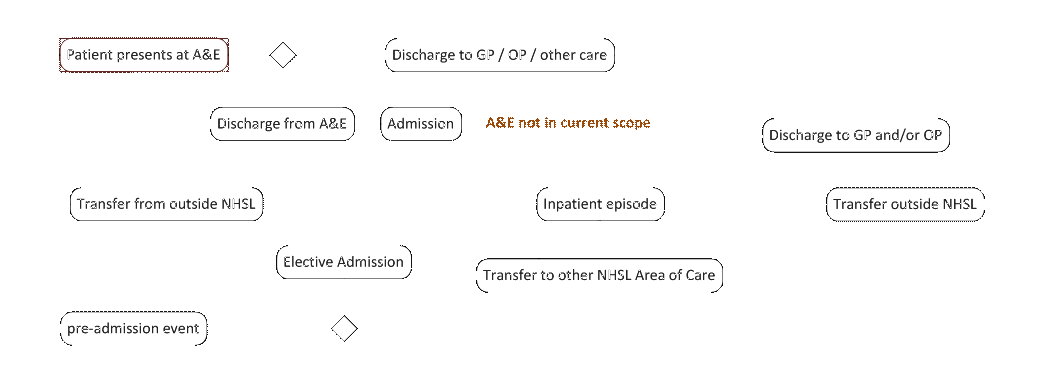 Patient presents at A&E
Discharge to GP / OP / other care
Discharge from A&E
Admission
A&E not in current scope
Discharge to GP and/or OP
Transfer from outside NHSL
Inpatient episode
Transfer outside NHSL
Elective Admission
Transfer to other NHSL Area of Care
pre-admission event